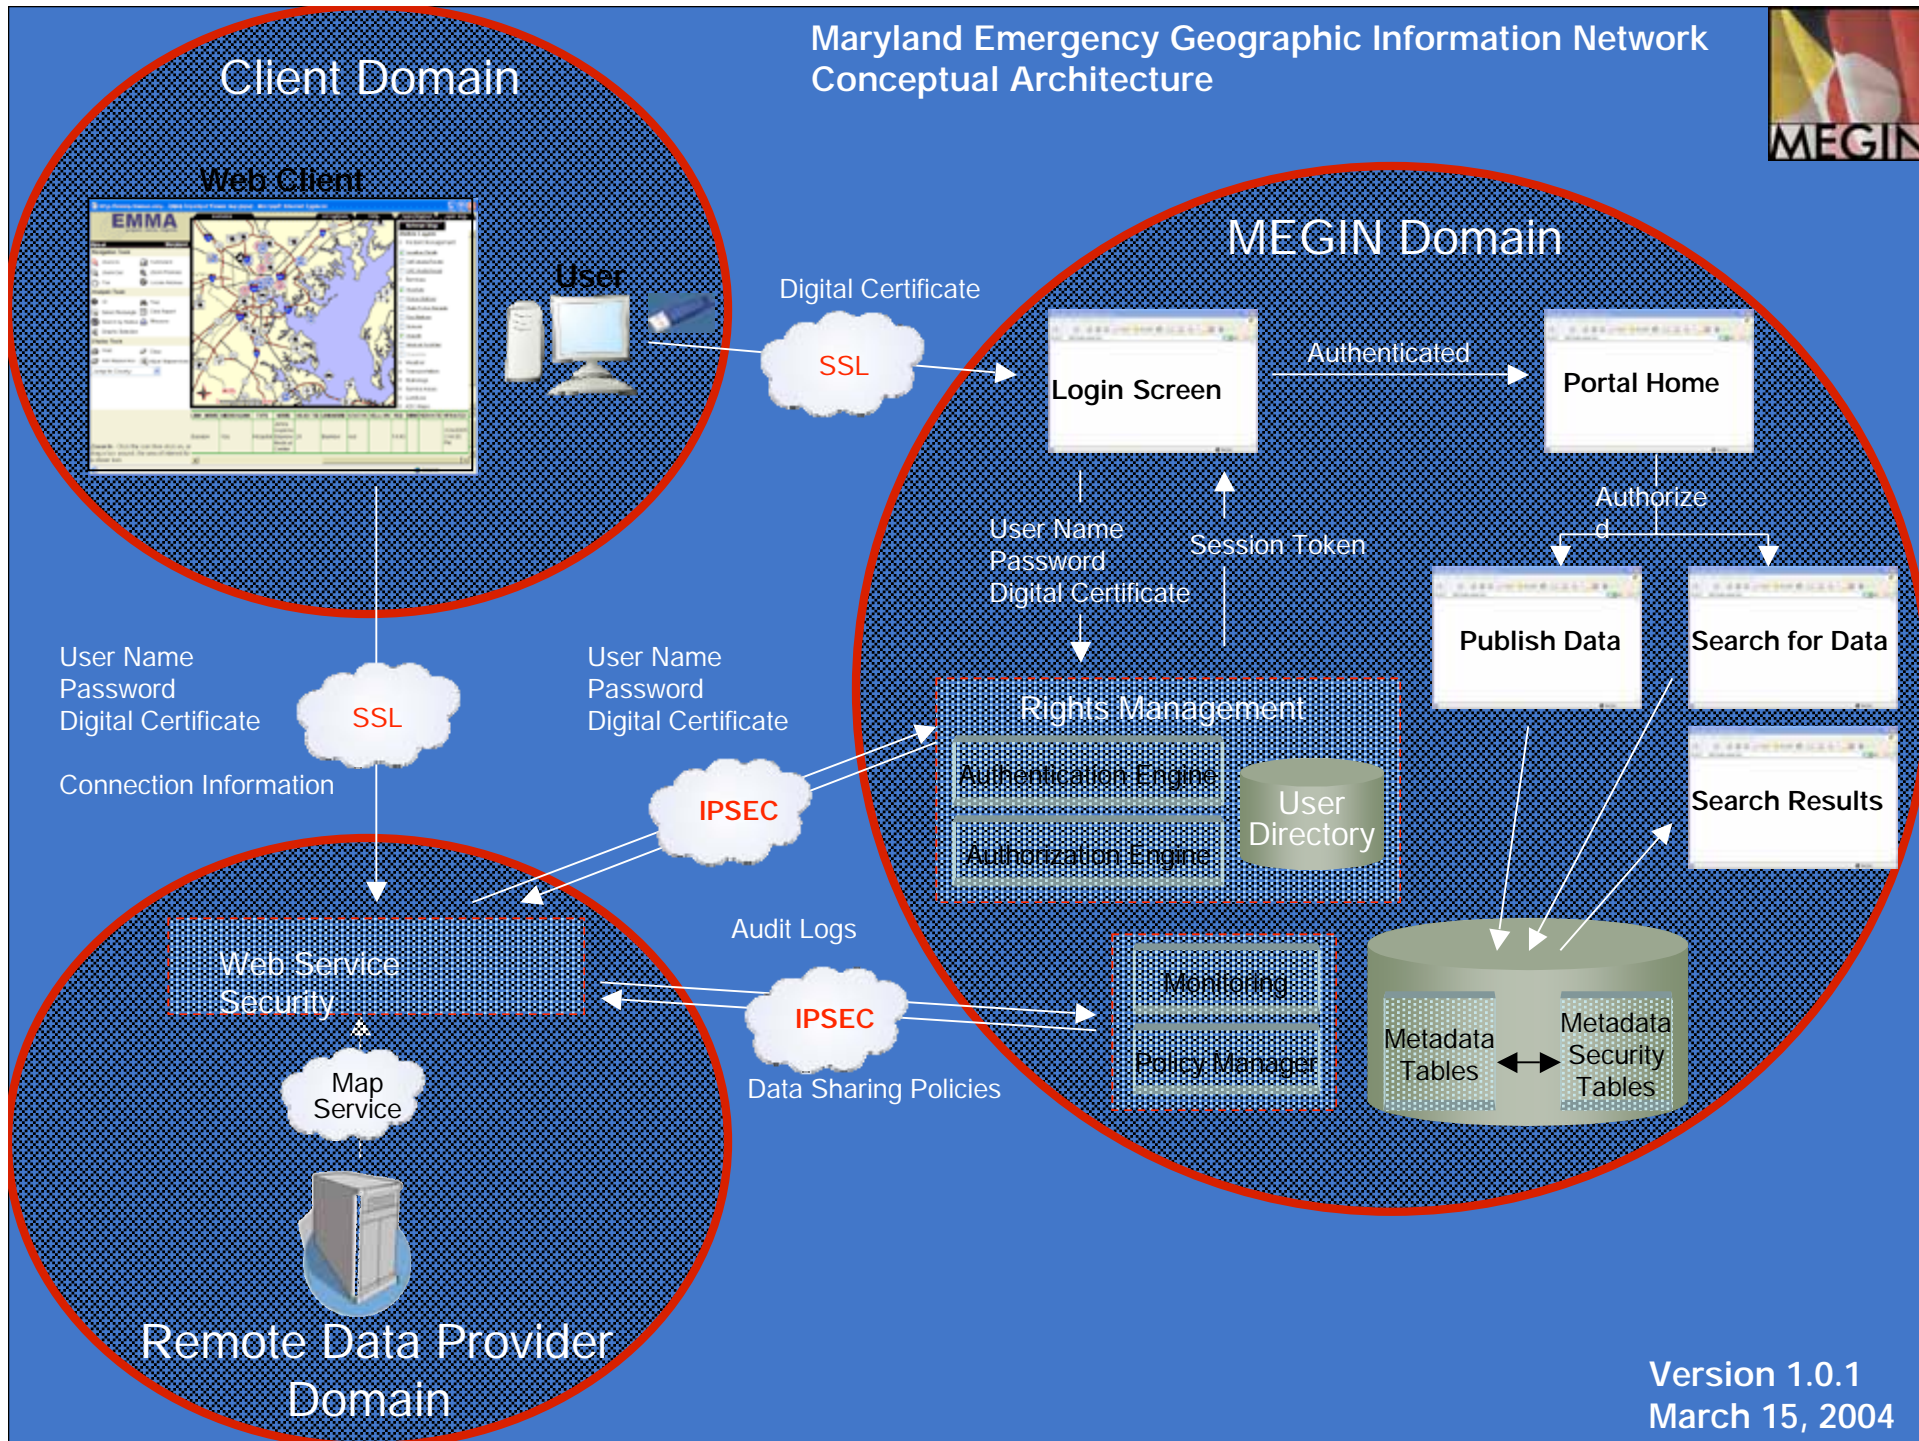 Maryland Emergency Geographic Information Network
Conceptual Architecture
MEGIN
Client Domain
Web Client
EMMA
User
Digital Certificate
SSL
MEGIN Domain
Login Screen
Authenticated
Portal Home
Authorize
d
User Name
Password
Digital Certificate
Session Token
Publish Data
Search for Data
Search Results
User Name
Password
Digital Certificate
Connection Information
SSL
User Name
Password
Digital Certificate
IPSEC
Rights Management
Authentication Engine
Authorization Engine
User
Directory
Audit Logs
IPSEC
Data Sharing Policies
Monitoring
Policy Manager
Metadata
Tables
Metadata
Security
Tables
Web Service
Security
Map
Service
Remote Data Provider
Domain
Version 1.0.1
March 15, 2004